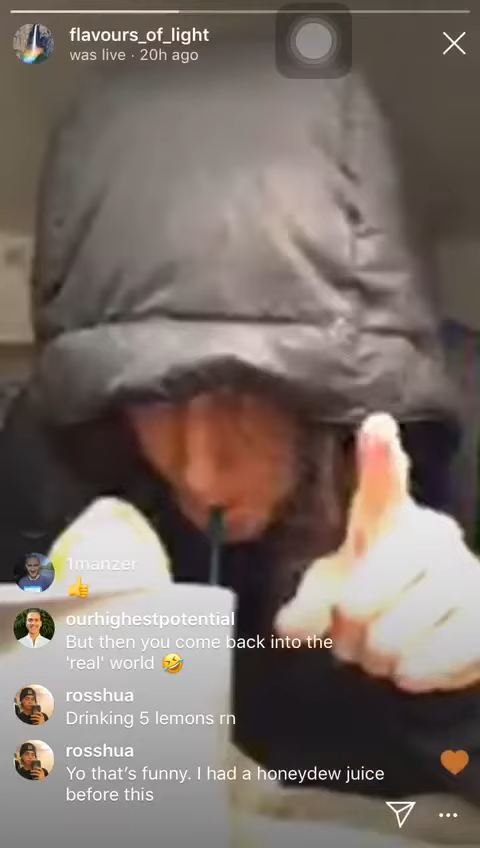 flavours_of_light
was live · 20h ago
1manzer
👍
ourhighestpotential
But then you come back into the
'real' world 🤣
rosshua
Drinking 5 lemons rn
rosshua
Yo that’s funny. I had a honeydew juice
before this